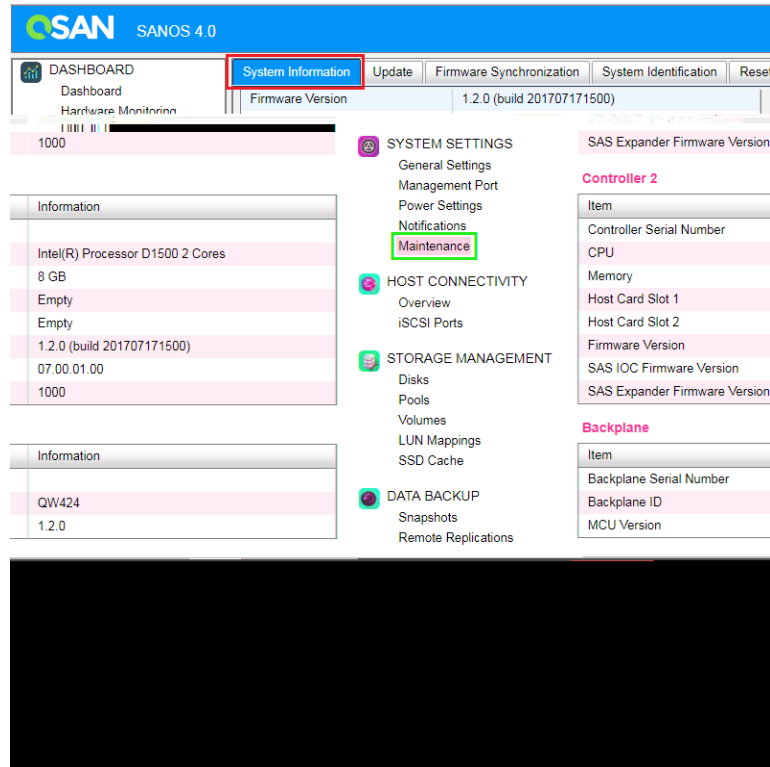 QSAN SANOS 4.0
DASHBOARD
Dashboard
Hardware Monitoring
System Information Update Firmware Synchronization System Identification Reset
Firmware Version 1.2.0 (build 201707171500)
1000
Information
Intel(R) Processor D1500 2 Cores
8 GB
Empty
Empty
1.2.0 (build 201707171500)
07.00.01.00
1000
Information
QW424
1.2.0
SYSTEM SETTINGS
General Settings
Management Port
Power Settings
Notifications
Maintenance
HOST CONNECTIVITY
Overview
iSCSI Ports
STORAGE MANAGEMENT
Disks
Pools
Volumes
LUN Mappings
SSD Cache
DATA BACKUP
Snapshots
Remote Replications
SAS Expander Firmware Version
Controller 2
Item
Controller Serial Number
CPU
Memory
Host Card Slot 1
Host Card Slot 2
Firmware Version
SAS IOC Firmware Version
SAS Expander Firmware Version
Backplane
Item
Backplane Serial Number
Backplane ID
MCU Version